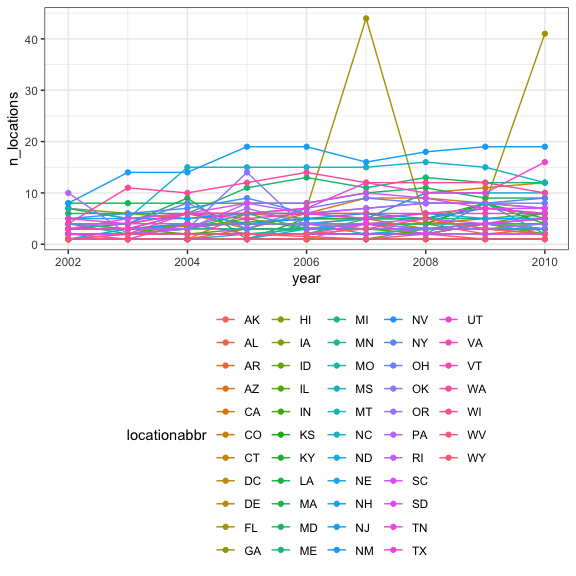 40
30
20
10
0
n_locations
2002 2004 2006 2008 2010
year
locationabbr
AK HI MI NV UT
AL IA MN NY VA
AR ID MO OH VT
AZ IL MS OK WA
CA IN MT OR WI
CO KS NC PA WV
CT KY ND RI WY
DC LA NE SC
DE MA NH SD
FL MD NJ TN
GA ME NM TX